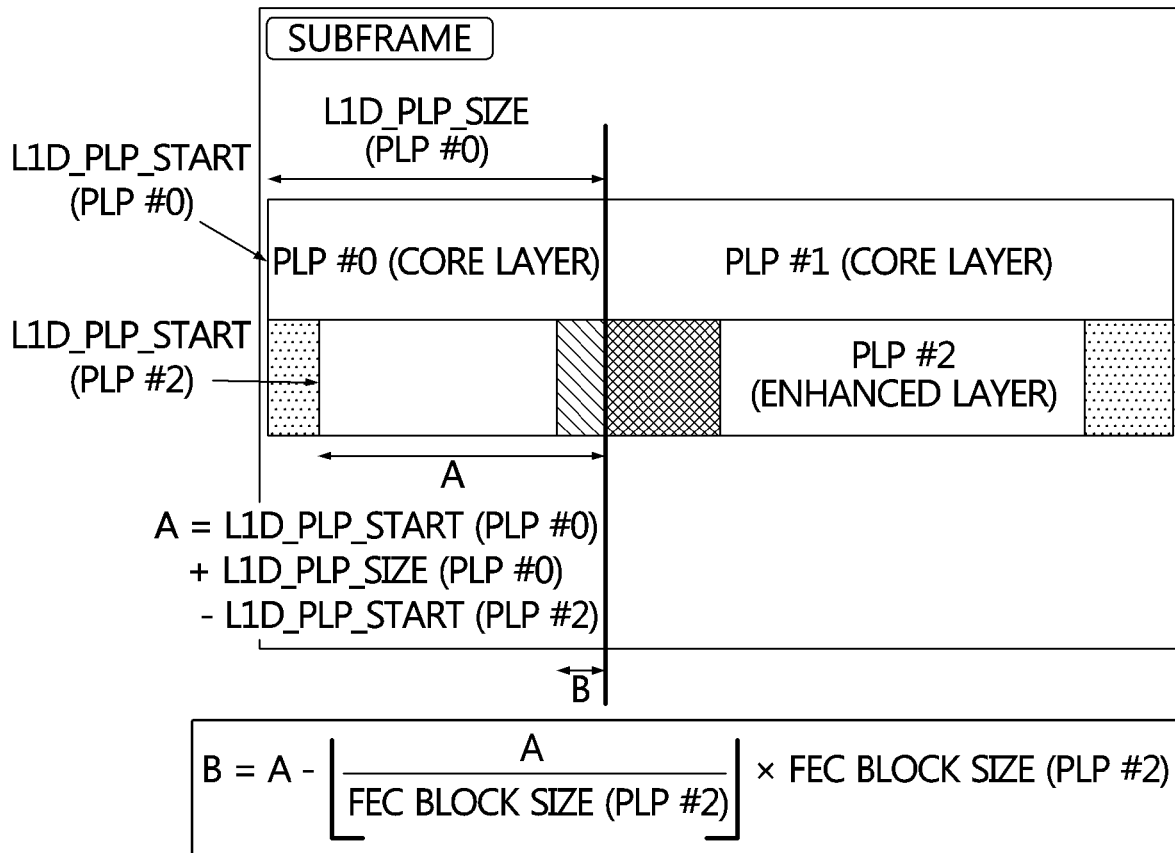 SUBFRAME
L1D_PLP_SIZE
(PLP #0)
L1D_PLP_START
(PLP #0)
PLP #0 (CORE LAYER)
PLP #1 (CORE LAYER)
L1D_PLP_START
(PLP #2)
PLP #2
(ENHANCED LAYER)
A
A = L1D_PLP_START (PLP #0)
+ L1D_PLP_SIZE (PLP #0)
- L1D_PLP_START (PLP #2)
B
B = A - ⌊ A / FEC BLOCK SIZE (PLP #2) ⌋ × FEC BLOCK SIZE (PLP #2)